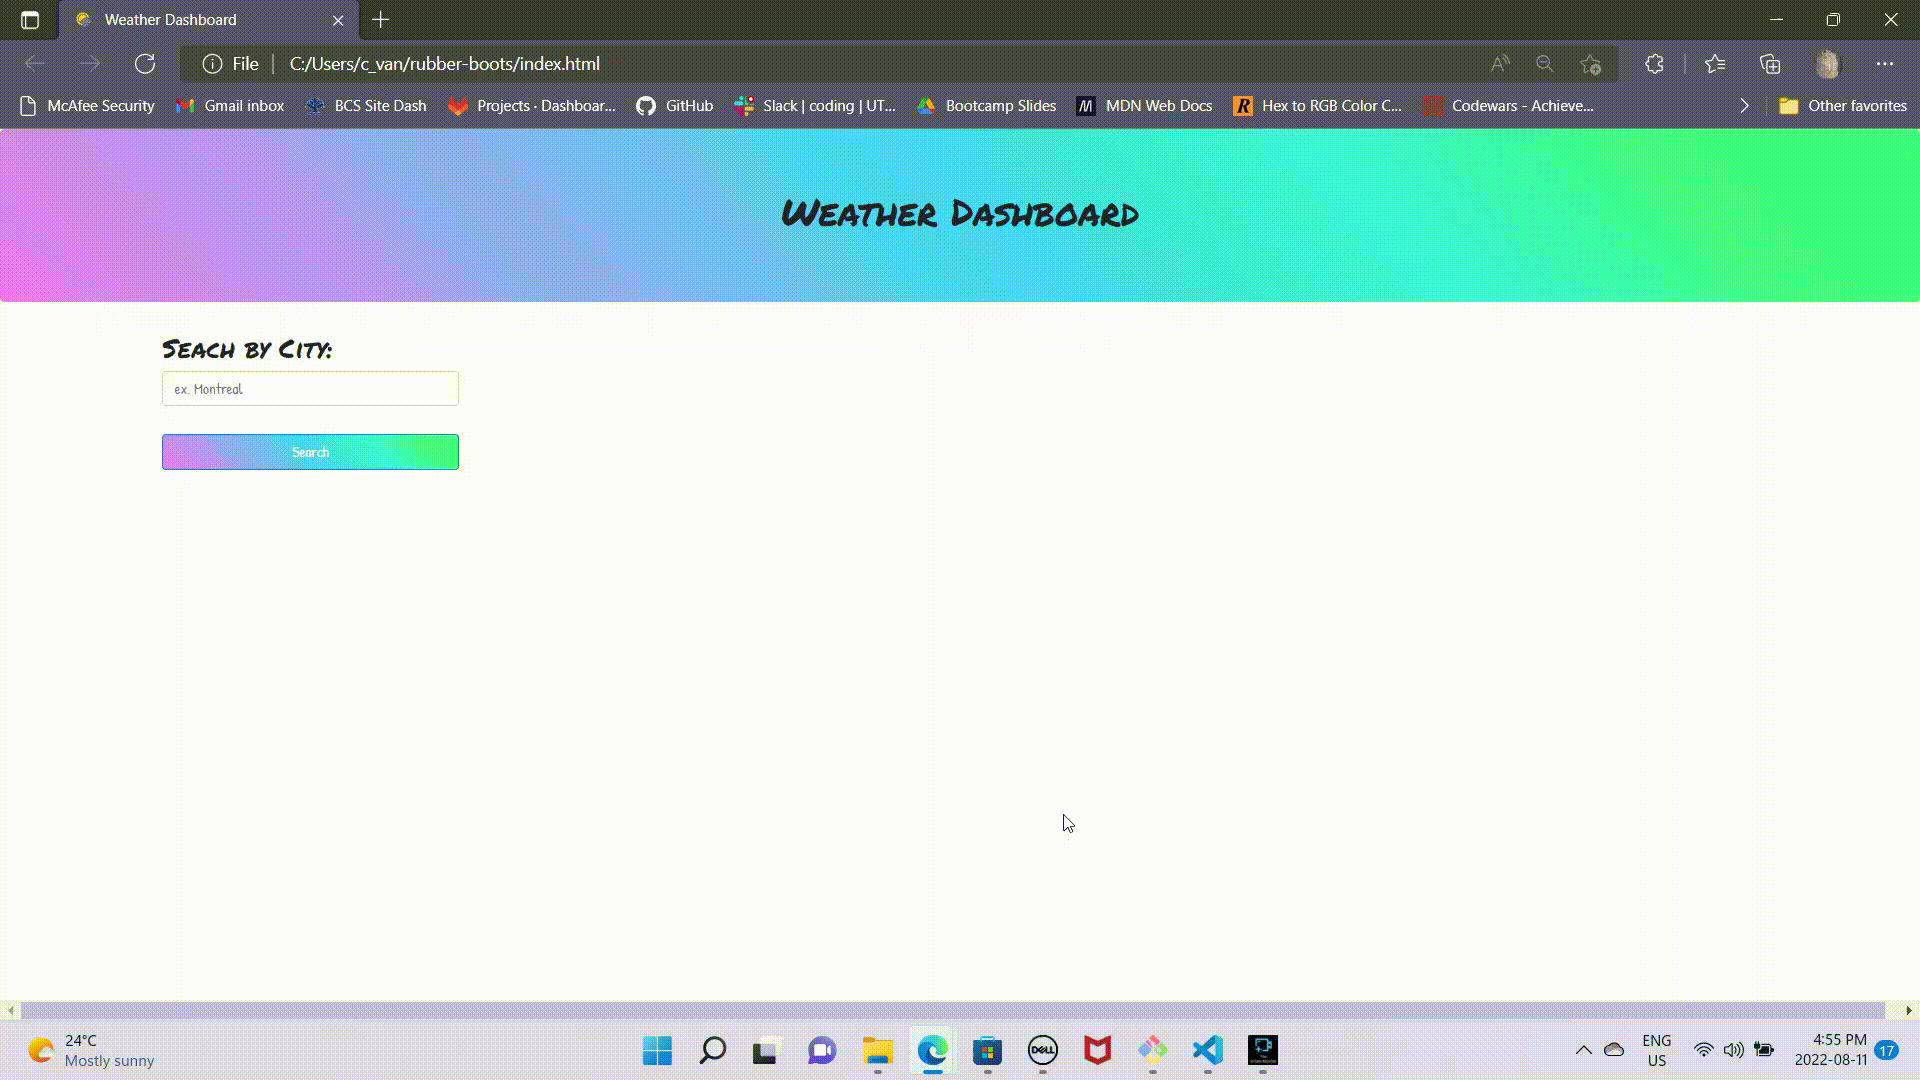 Weather Dashboard
File | C:/Users/c_van/rubber-boots/index.html
McAfee Security Gmail inbox BCS Site Dash Projects · Dashboar... GitHub Slack | coding | UT... Bootcamp Slides MDN Web Docs Hex to RGB Color C... Codewars - Achieve... Other favorites
Weather Dashboard
Seach by City:
ex. Montreal
Search
24°C
Mostly sunny
DELL
ENG
US
4:55 PM
2022-08-11
17